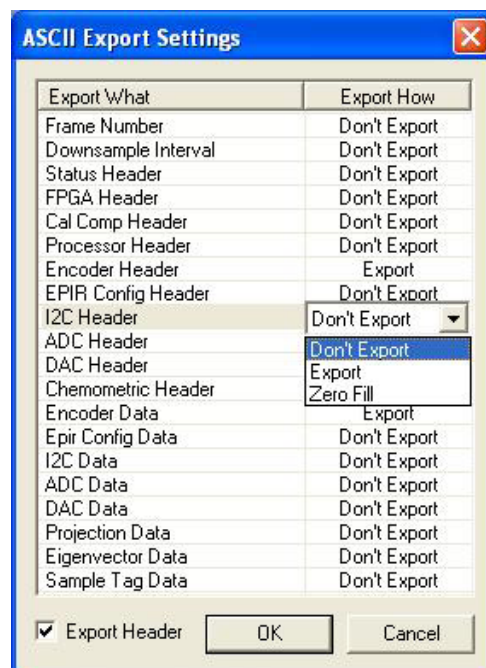 ASCII Export Settings
Export What Export How
Frame Number Don't Export
Downsample Interval Don't Export
Status Header Don't Export
FPGA Header Don't Export
Cal Comp Header Don't Export
Processor Header Don't Export
Encoder Header Export
EPIR Config Header Don't Export
I2C Header Don't Export
ADC Header Don't Export
DAC Header Export
Chemometric Header Zero Fill
Encoder Data Export
Epir Config Data Don't Export
I2C Data Don't Export
ADC Data Don't Export
DAC Data Don't Export
Projection Data Don't Export
Eigenvector Data Don't Export
Sample Tag Data Don't Export
Export Header OK Cancel